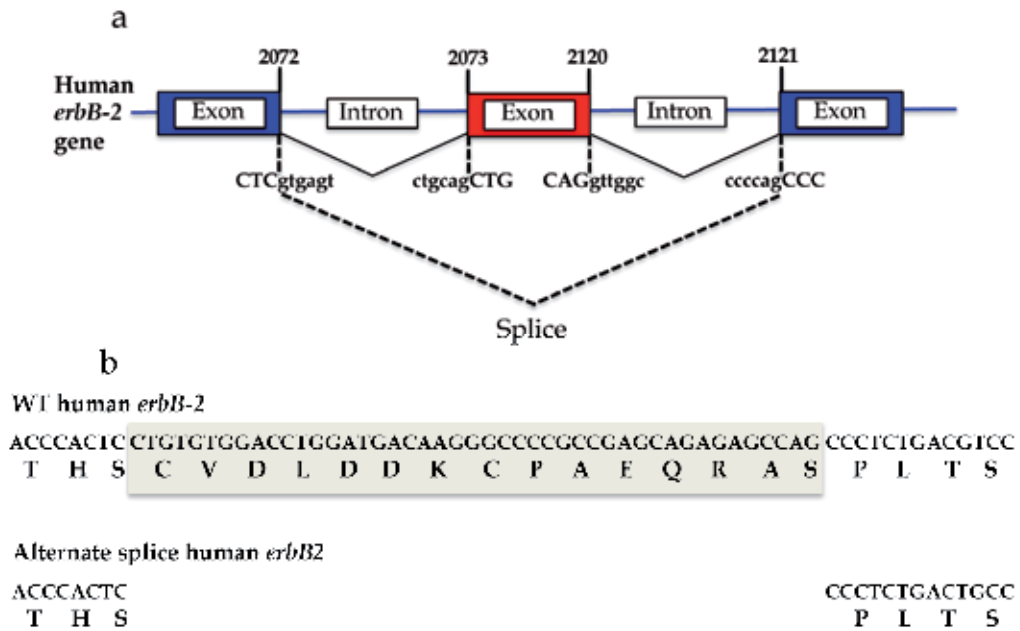 a
2072 2073 2120 2121
Human erbB-2 gene
Exon Intron Exon Intron Exon
CTCgtgagt ctgcagCTG CAGgttggc ccccagCCC
Splice
b
WT human erbB-2
ACCCACTC CTGTGTGGACCTGGATGACAAGGGCCCCGCCGAGCAGAGAGCCAG CCCTCTGACGTCC
T H S C V D L D D K C P A E Q R A S P L T S
Alternate splice human erbB2
ACCCACTC CCCTCTGACTGCC
T H S P L T S